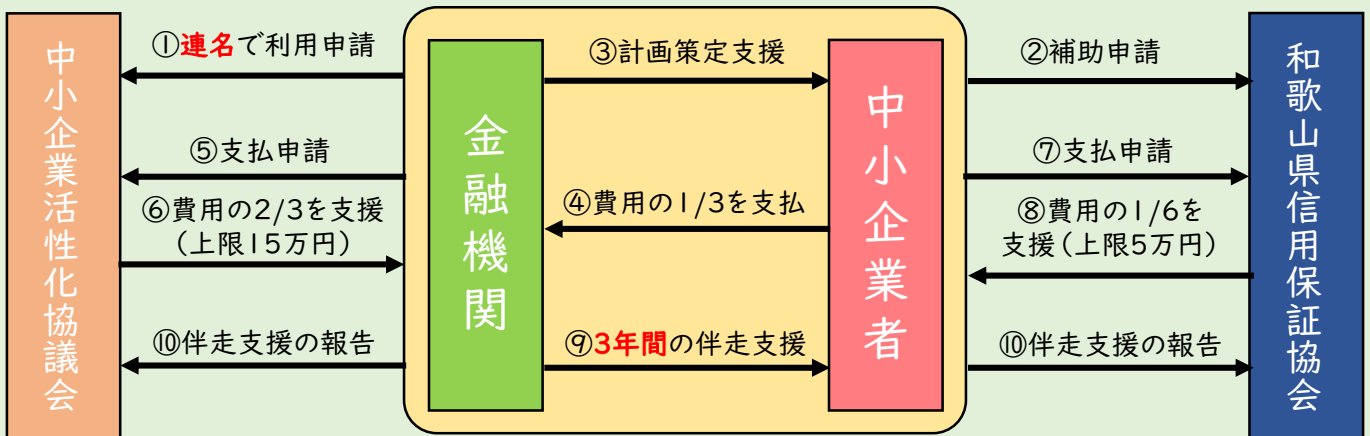 中小企業活性化協議会
①連名で利用申請
⑤支払申請
⑥費用の2/3を支援
(上限15万円)
⑩伴走支援の報告
金融機関
③計画策定支援
④費用の1/3を支払
⑨3年間の伴走支援
中小企業者
②補助申請
⑦支払申請
⑧費用の1/6を
支援(上限5万円)
⑩伴走支援の報告
和歌山県信用保証協会